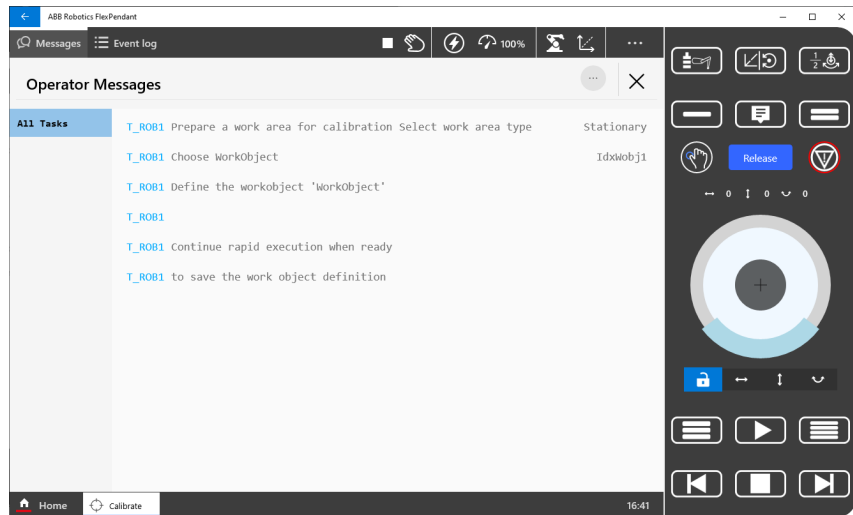 ABB Robotics FlexPendant
Messages Event log 100% ...
Operator Messages ...
All Tasks
T_ROB1 Prepare a work area for calibration Select work area type Stationary
T_ROB1 Choose WorkObject IdxWobj1
T_ROB1 Define the workobject 'WorkObject'
T_ROB1
T_ROB1 Continue rapid execution when ready
T_ROB1 to save the work object definition
Home Calibrate 16:41
1
2
Release
0 0 0